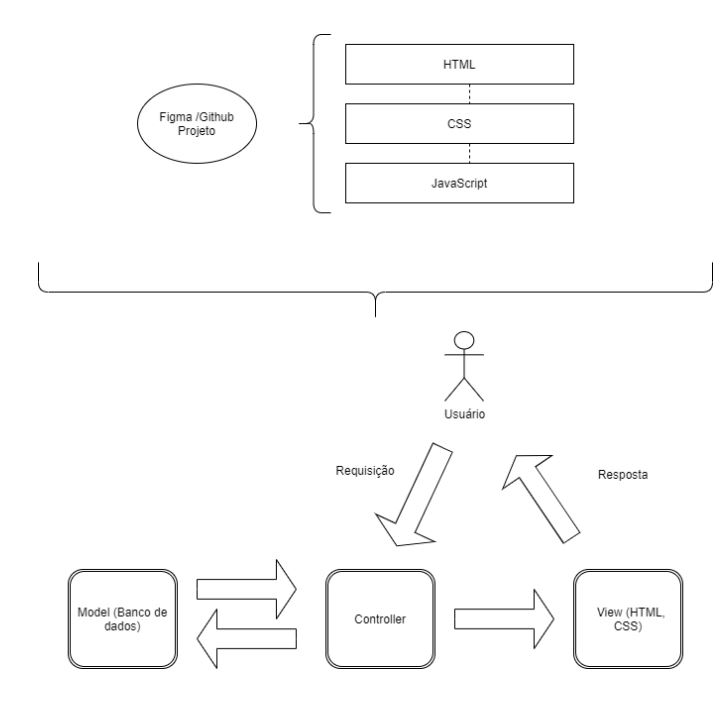 HTML
Figma /Github
Projeto
CSS
JavaScript
Usuário
Requisição
Resposta
Model (Banco de
dados)
Controller
View (HTML,
CSS)